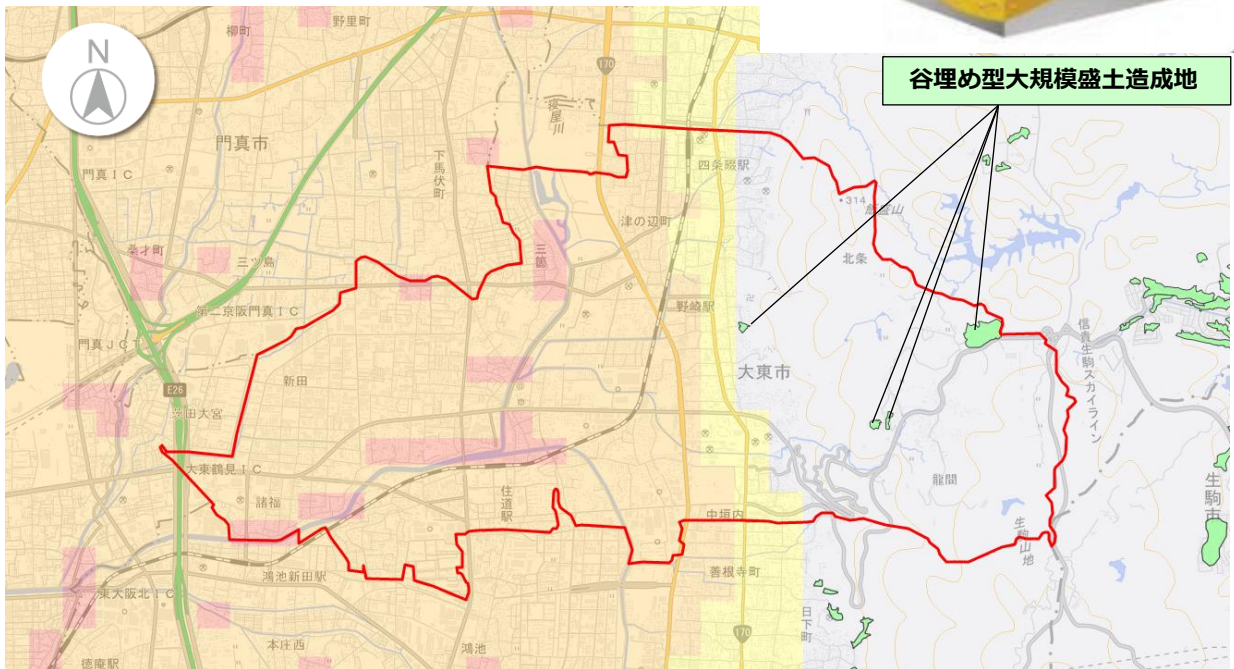 野里町
柳町
N
170
谷埋め型大規模盛土造成地
寝屋川
門真市
下馬伏町
四条畷駅
門真IC
314
飯盛山
津の辺町
桑才町
三ツ島
三箇
北条
第二京阪門真IC
野崎駅
信貴生駒スカイライン
門真JCT
大東市
新田
E26
大東鶴見IC
龍間
諸福
住道駅
中垣内
生駒市
生駒山地
鴻池新田駅
善根寺町
東大阪北IC
日下町
170
本庄西
鴻池
徳庵駅